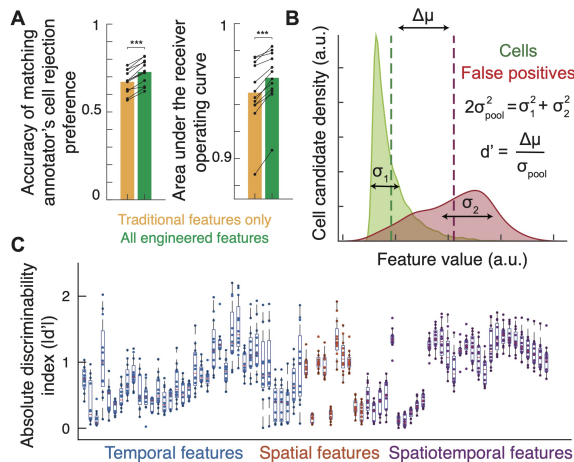 A
Accuracy of matching
annotator's cell rejection
preference
1
0.5
0
***
Area under the receiver
operating curve
1
0.9
***
Traditional features only
All engineered features
B
Δμ
Cells
False positives
2σ²pool = σ₁² + σ₂²
d' = Δμ / σpool
σ₁
σ₂
Cell candidate density (a.u.)
Feature value (a.u.)
C
Absolute discriminability
index (|d'|)
2
1
0
Temporal features
Spatial features
Spatiotemporal features